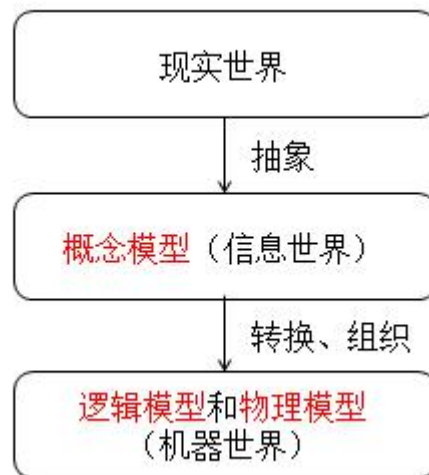 现实世界
抽象
概念模型（信息世界）
转换、组织
逻辑模型和物理模型
（机器世界）